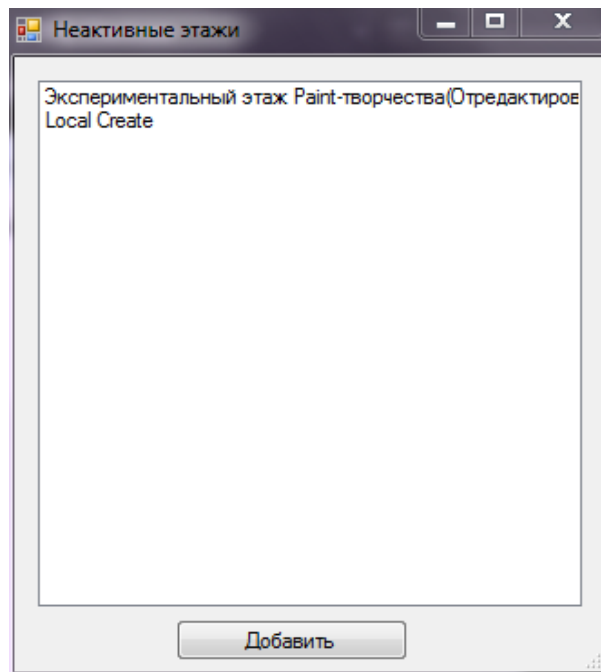 Неактивные этажи
Экспериментальный этаж Paint-творчества(Отредактиров
Local Create
Добавить